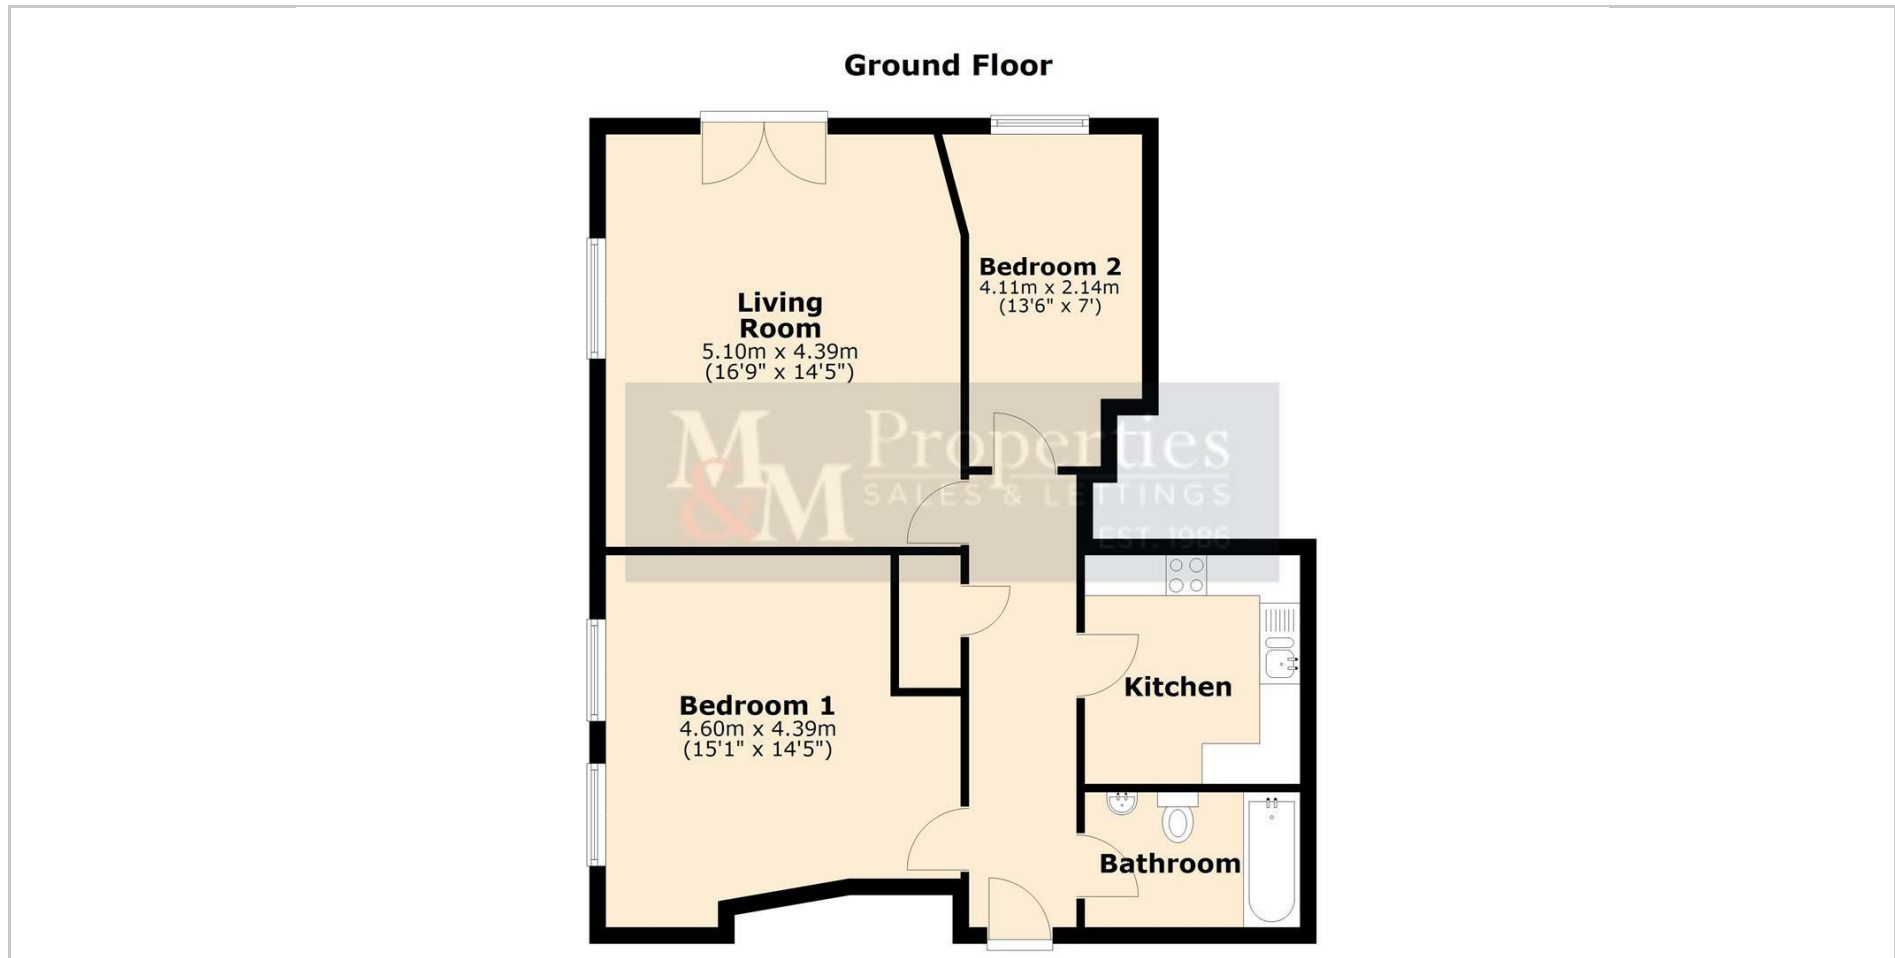 Ground Floor
Bedroom 2
4.11m x 2.14m
(13'6" x 7')
Living
Room
5.10m x 4.39m
(16'9" x 14'5")
M&M Properties
SALES & LETTINGS
EST. 1986
Kitchen
Bedroom 1
4.60m x 4.39m
(15'1" x 14'5")
Bathroom